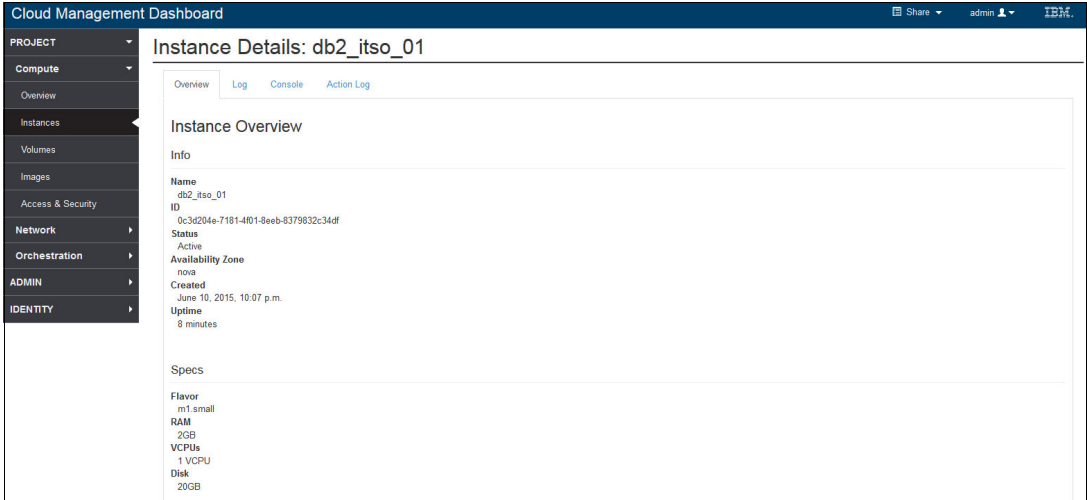 Cloud Management Dashboard
Share
admin
IBM.
PROJECT
Compute
Overview
Instances
Volumes
Images
Access & Security
Network
Orchestration
ADMIN
IDENTITY
Instance Details: db2_itso_01
Overview Log Console Action Log
Instance Overview
Info
Name
db2_itso_01
ID
0c3d204e-7181-4f01-8eeb-8379832c34df
Status
Active
Availability Zone
nova
Created
June 10, 2015, 10:07 p.m.
Uptime
8 minutes
Specs
Flavor
m1.small
RAM
2GB
VCPUs
1 VCPU
Disk
20GB